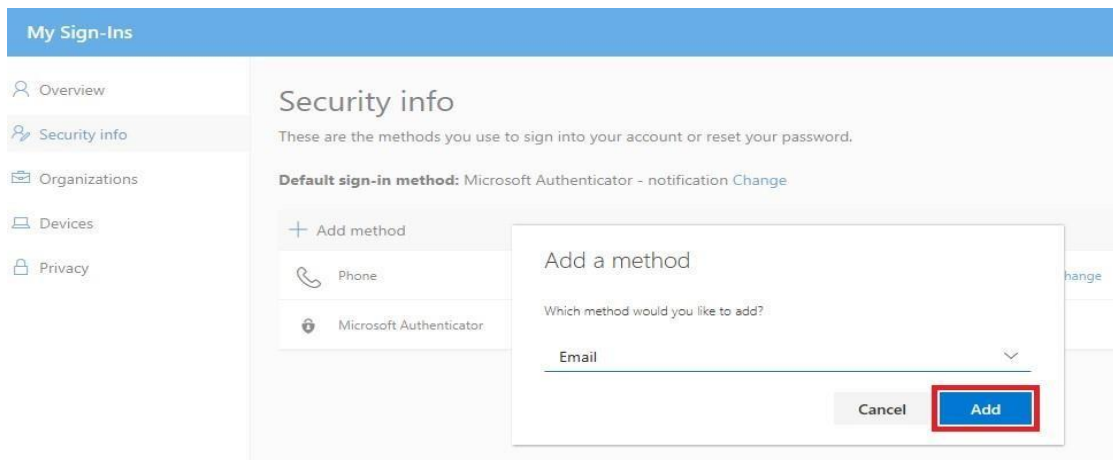 My Sign-Ins
Overview
Security info
Organizations
Devices
Privacy
Security info
These are the methods you use to sign into your account or reset your password.
Default sign-in method: Microsoft Authenticator - notification Change
Add method
Phone
hange
Microsoft Authenticator
Add a method
Which method would you like to add?
Email
Cancel Add